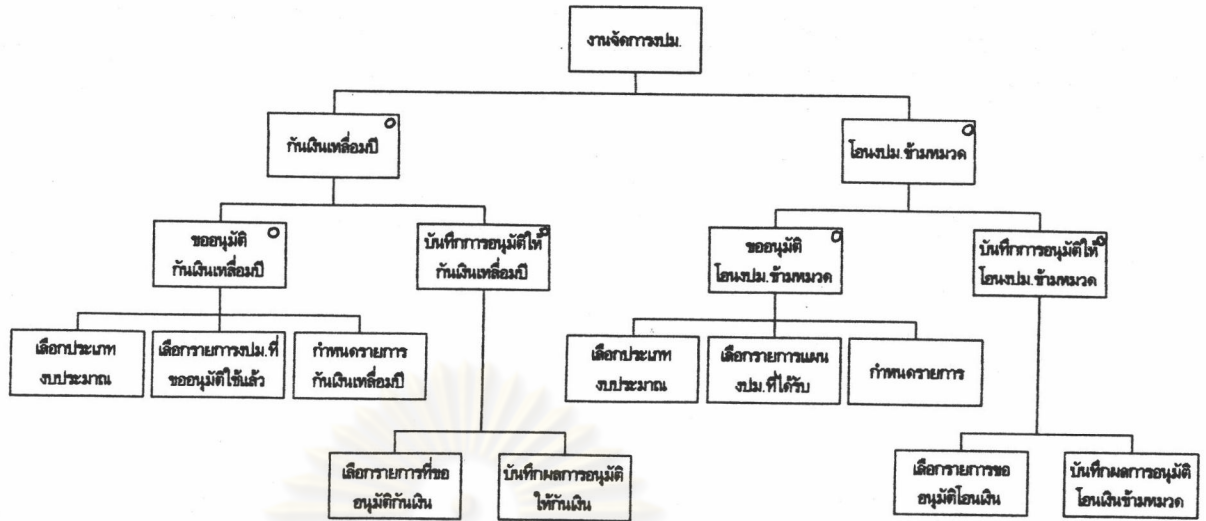 งานจัดการงปม.
กันเงินเหลื่อมปี
โอนงปม.ข้ามหมวด
ขออนุมัติ
กันเงินเหลื่อมปี
บันทึกการอนุมัติให้
กันเงินเหลื่อมปี
ขออนุมัติ
โอนงปม.ข้ามหมวด
บันทึกการอนุมัติให้
โอนงปม.ข้ามหมวด
เลือกประเภท
งบประมาณ
เลือกรายการงปม.ที่
ขออนุมัติใช้แล้ว
กำหนดรายการ
กันเงินเหลื่อมปี
เลือกประเภท
งบประมาณ
เลือกรายการแผน
งปม.ที่ได้รับ
กำหนดรายการ
เลือกรายการที่ขอ
อนุมัติกันเงิน
บันทึกผลการอนุมัติ
ให้กันเงิน
เลือกรายการขอ
อนุมัติโอนเงิน
บันทึกผลการอนุมัติ
โอนเงินข้ามหมวด